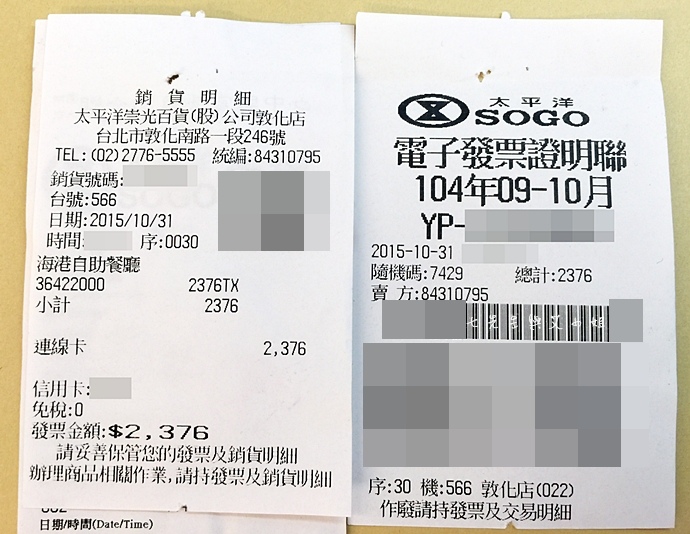 銷貨明細
太平洋崇光百貨(股)公司敦化店
台北市敦化南路一段246號
TEL:(02)2776-5555 統編:84310795
銷貨號碼:
台號:566
日期:2015/10/31
時間: 序:0030
海港自助餐廳
36422000 2376TX
小計 2376
連線卡 2,376
信用卡:
免稅:0
發票金額:$2,376
請妥善保管您的發票及銷貨明細
辦理商品相關作業,請持發票及銷貨明細
日期/時間(Date/Time)
太平洋
SOGO
電子發票證明聯
104年09-10月
YP-
2015-10-31
隨機碼:7429 總計:2376
賣方:84310795
序:30 機:566 敦化店(022)
作廢請持發票及交易明細